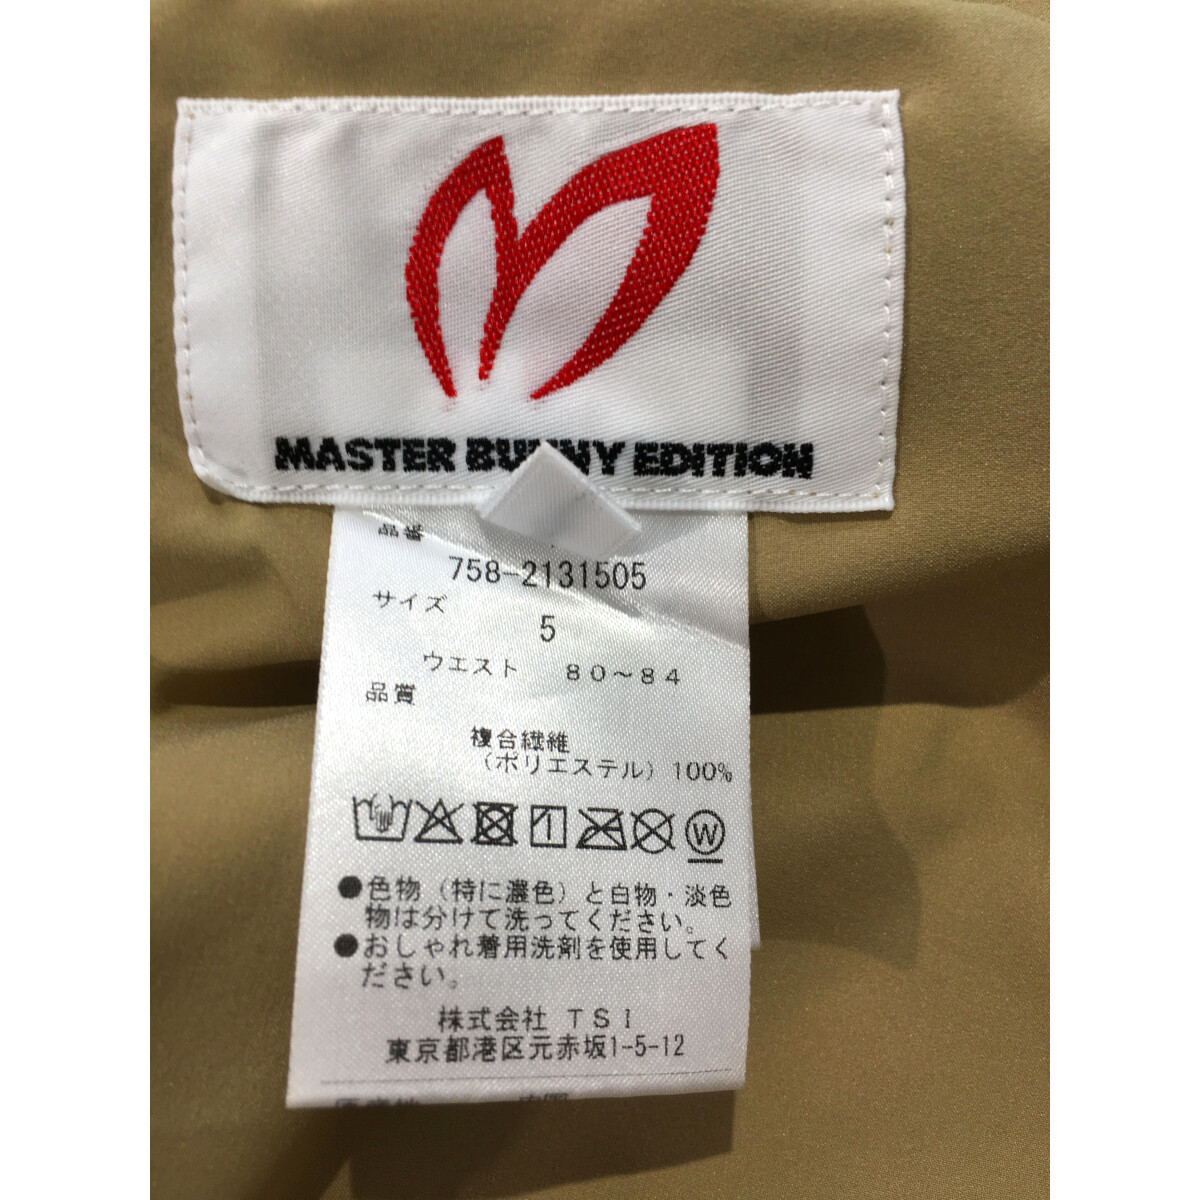 MASTER BUNNY EDITION
品番
758-2131505
サイズ
5
ウエスト 80~84
品質
複合繊維
(ポリエステル) 100%
W
●色物(特に濃色)と白物・淡色
物は分けて洗ってください。
●おしゃれ着用洗剤を使用してく
ださい。
株式会社 TSI
東京都港区元赤坂1-5-12